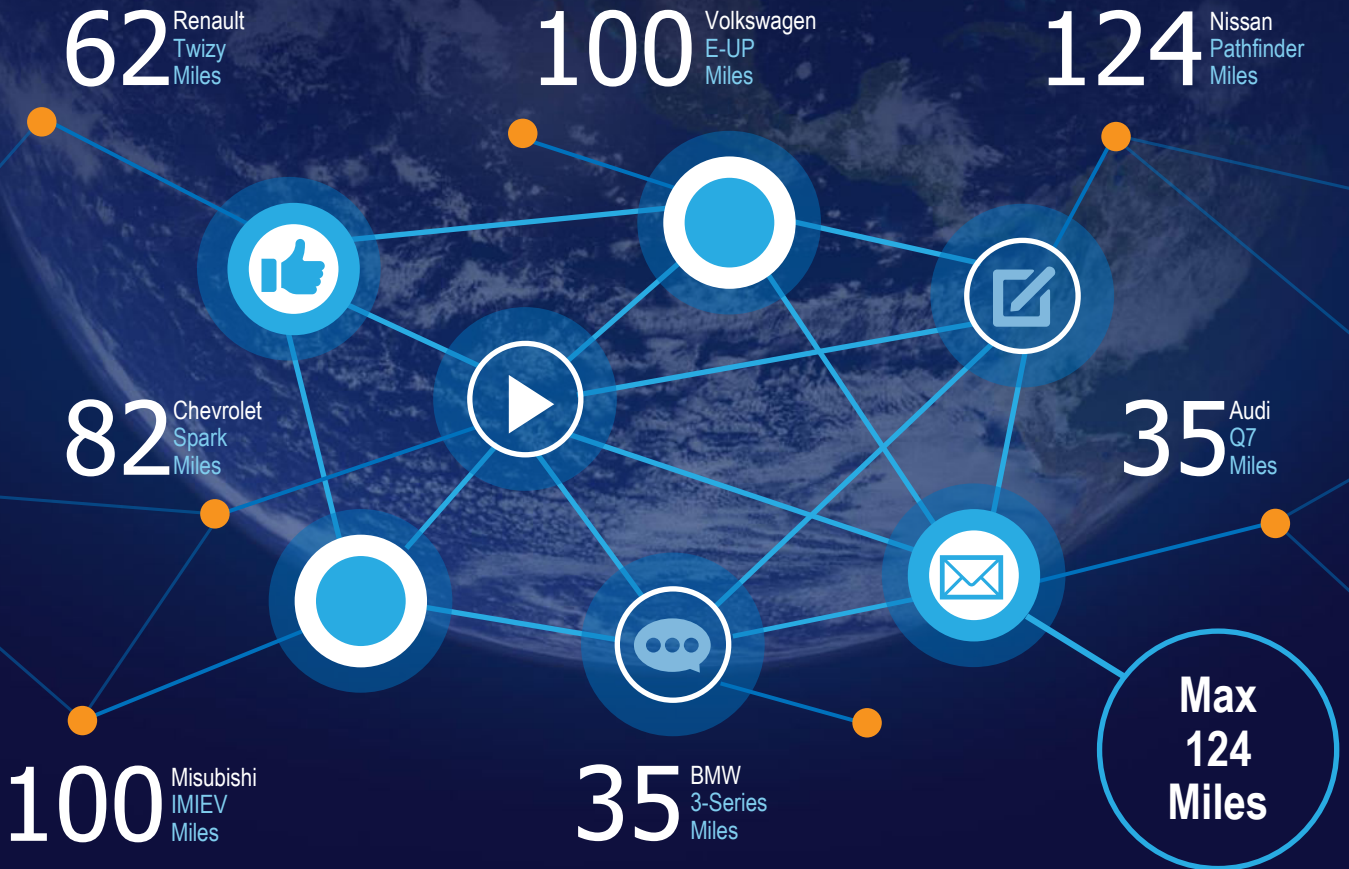 62
Renault
Twizy
Miles
100
Volkswagen
E-UP
Miles
124
Nissan
Pathfinder
Miles
82
Chevrolet
Spark
Miles
35
Audi
Q7
Miles
100
Misubishi
IMIEV
Miles
35
BMW
3-Series
Miles
Max
124
Miles